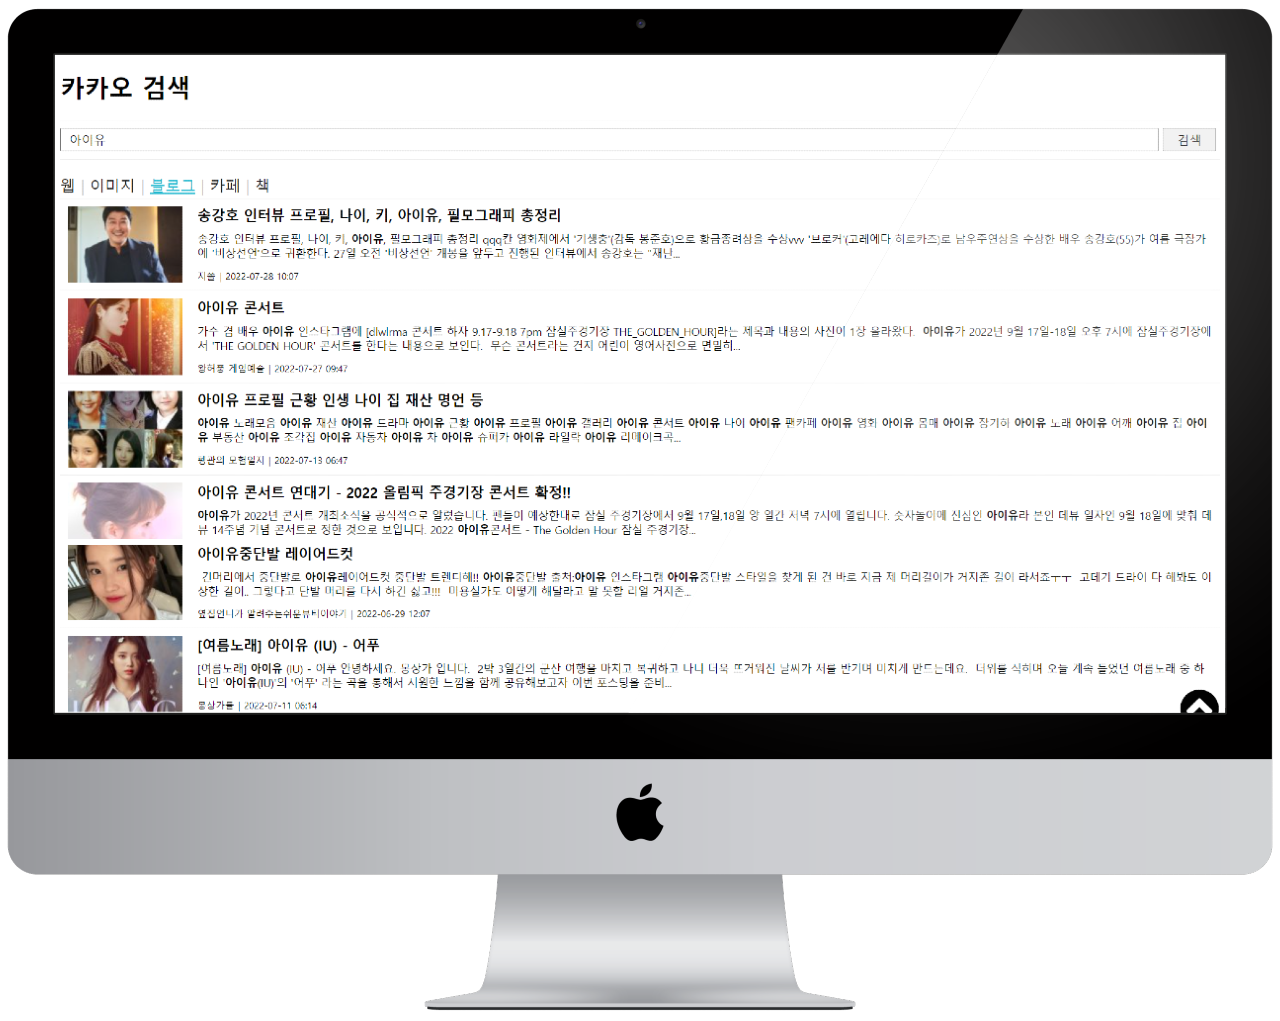 카카오 검색
아이유
검색
웹 | 이미지 | 블로그 | 카페 | 책
송강호 인터뷰 프로필, 나이, 키, 아이유, 필모그래피 총정리
송강호 인터뷰 프로필, 나이, 키, 아이유, 필모그래피 총정리 qqq칸 영화제에서 '기생충'(감독 봉준호)으로 황금종려상을 수상vvv '브로커'(고레에다 히로카즈)로 남우주연상을 수상한 배우 송강호(55)가 여름 극장가
에 '비상선언'으로 귀환한다. 27일 오전 '비상선언' 개봉을 앞두고 진행된 인터뷰에서 송강호는 "재난...
| 2022-07-28 10:07
아이유 콘서트
가수 겸 배우 아이유 인스타그램에 [dlwlrma 콘서트 하사 9.17-9.18 7pm 잠실주경기장 THE_GOLDEN_HOUR]라는 제목과 내용의 사진이 1장 올라왔다. 아이유가 2022년 9월 17일-18일 오후 7시에 잠실주경기장에
서 'THE GOLDEN HOUR' 콘서트를 한다는 내용으로 보인다. 무슨 콘서트라는 건지 어린이 영어사전으로 면밀히...
왕허풍 게임예술 | 2022-07-27 09:47
아이유 프로필 근황 인생 나이 집 재산 명언 등
아이유 노래모음 아이유 재산 아이유 드라마 아이유 근황 아이유 프로필 아이유 갤러리 아이유 콘서트 아이유 나이 아이유 팬카페 아이유 영화 아이유 몸매 아이유 장기하 아이유 노래 아이유 어깨 아이유 집 아이
유 부동산 아이유 조각집 아이유 자동차 아이유 차 아이유 슈퍼카 아이유 라일락 아이유 리메이크곡...
모험일지 | 2022-07-13 06:47
아이유 콘서트 연대기 - 2022 올림픽 주경기장 콘서트 확정!!
아이유가 2022년 콘서트 개최소식을 공식적으로 알렸습니다. 팬들이 예상한대로 잠실 주경기장에서 9월 17일,18일 양 일간 저녁 7시에 열립니다. 숫자놀이에 진심인 아이유라 본인 데뷔 일자인 9월 18일에 맞춰 데
뷔 14주년 기념 콘서트로 정한 것으로 보입니다. 2022 아이유콘서트 - The Golden Hour 잠실 주경기장...
아이유중단발 레이어드컷
긴머리에서 중단발로 아이유레이어드컷 중단발 트렌디해!! 아이유중단발 출처:아이유 인스타그램 아이유중단발 스타일을 찾게 된 건 바로 지금 제 머리길이가 거지존 길이 라서죠ㅜㅜ 고데기 드라이 다 해봐도 이
상한 길이.. 그렇다고 단발 머리를 다시 하긴 싫고!!! 미용실가도 어떻게 해달라고 말 못할 리얼 거지존...
옆집언니가 알려주는쉬운뷰티이야기 | 2022-06-29 12:07
[여름노래] 아이유 (IU) - 어푸
[여름노래] 아이유 (IU) - 어푸 안녕하세요. 몽상가 입니다. 2박 3일간의 군산 여행을 마치고 복귀하고 나니 더욱 뜨거워진 날씨가 저를 반기며 미치게 만드는데요. 더위를 식히며 오늘 계속 들었던 여름노래 중 하
나인 '아이유(IU)'의 '어푸' 라는 곡을 통해서 시원한 느낌을 함께 공유해보고자 이번 포스팅을 준비...
몽상가들 | 2022-07-11 06:14